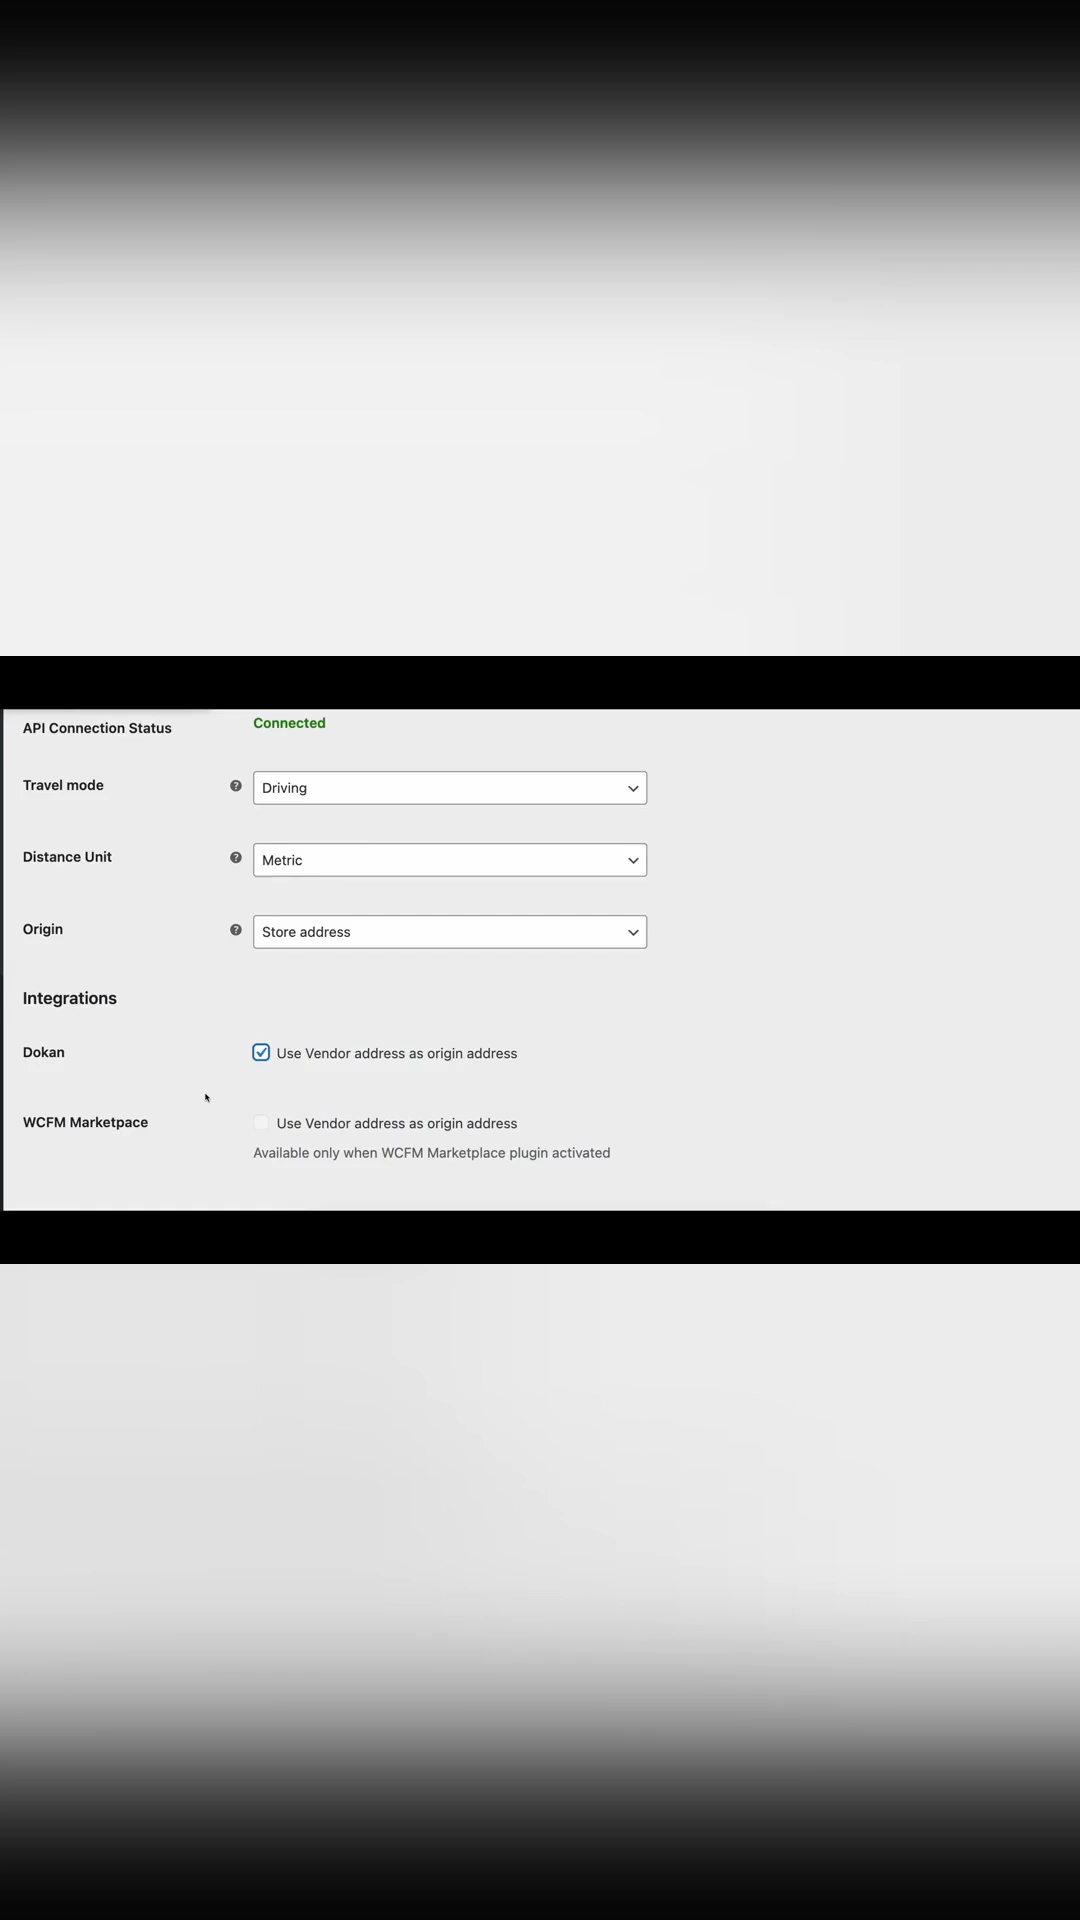 API Connection Status Connected
Travel mode Driving
Distance Unit Metric
Origin Store address
Integrations
Dokan Use Vendor address as origin address
WCFM Marketpace Use Vendor address as origin address
Available only when WCFM Marketplace plugin activated